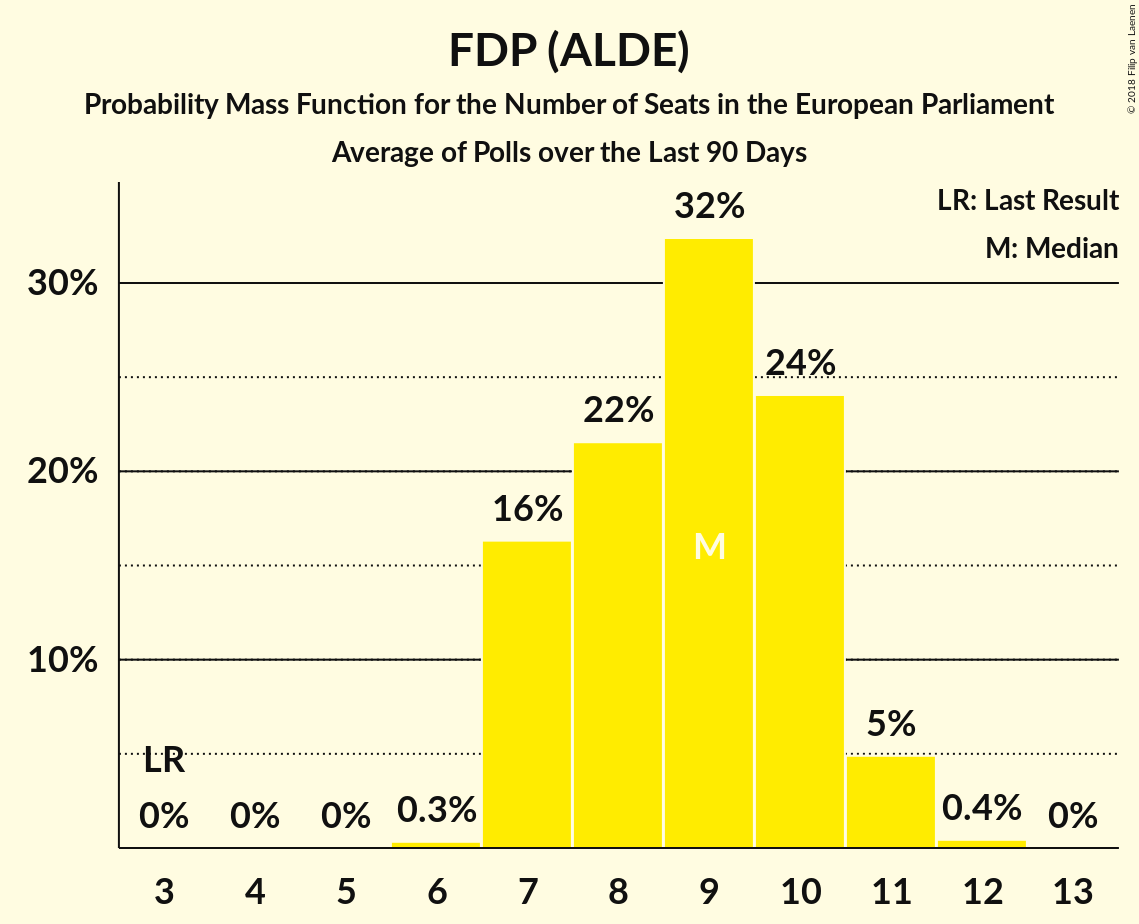 FDP (ALDE)
Probability Mass Function for the Number of Seats in the European Parliament
Average of Polls over the Last 90 Days
© 2018 Filip van Laenen
LR: Last Result
M: Median
30%
20%
10%
LR
0%
0%
0%
0.3%
16%
22%
32%
24%
5%
0.4%
0%
M
3 4 5 6 7 8 9 10 11 12 13